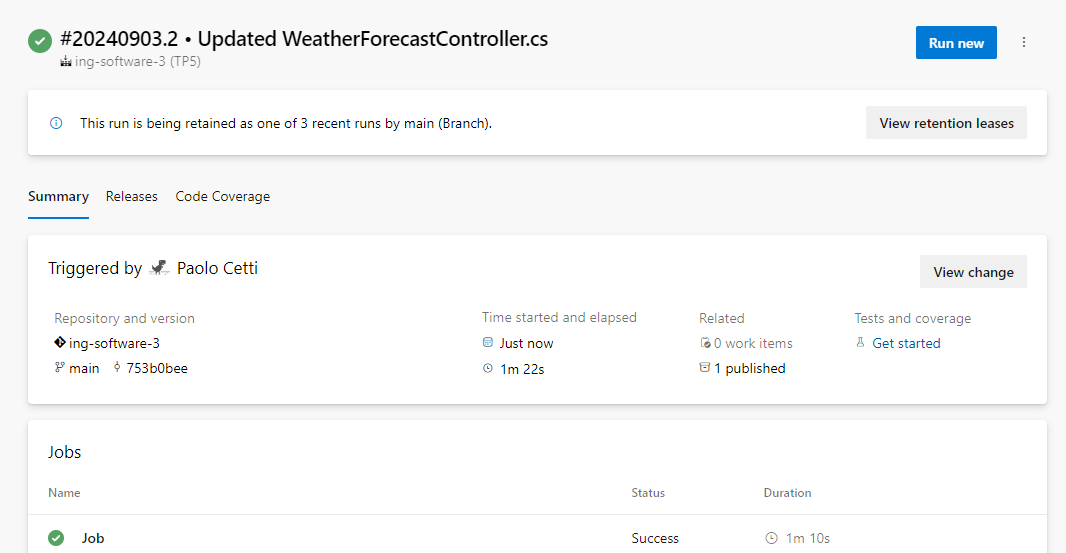 #20240903.2 • Updated WeatherForecastController.cs
Run new
ing-software-3 (TP5)
This run is being retained as one of 3 recent runs by main (Branch).
View retention leases
Summary Releases Code Coverage
Triggered by Paolo Cetti
View change
Repository and version
ing-software-3
main 753b0bee
Time started and elapsed
Just now
1m 22s
Related
0 work items
1 published
Tests and coverage
Get started
Jobs
Name Status Duration
Job Success 1m 10s